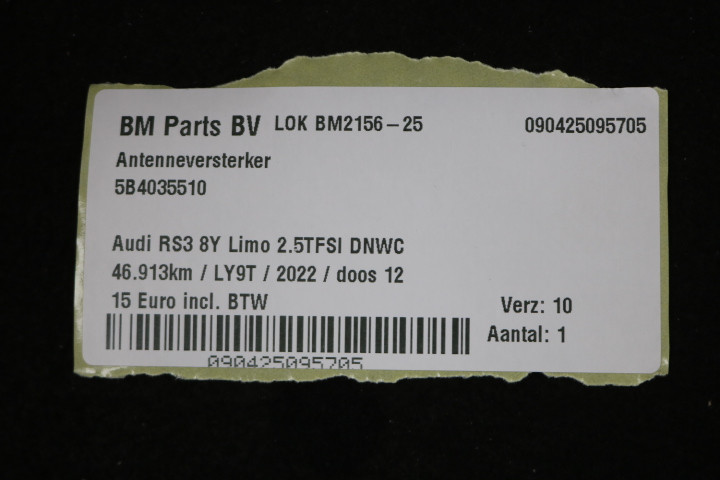 BM Parts BV LOK BM2156-25 090425095705
Antenneversterker
5B4035510
Audi RS3 8Y Limo 2.5TFSI DNWC
46.913km / LY9T / 2022 / doos 12
15 Euro incl. BTW Verz: 10
Aantal: 1
090425095705